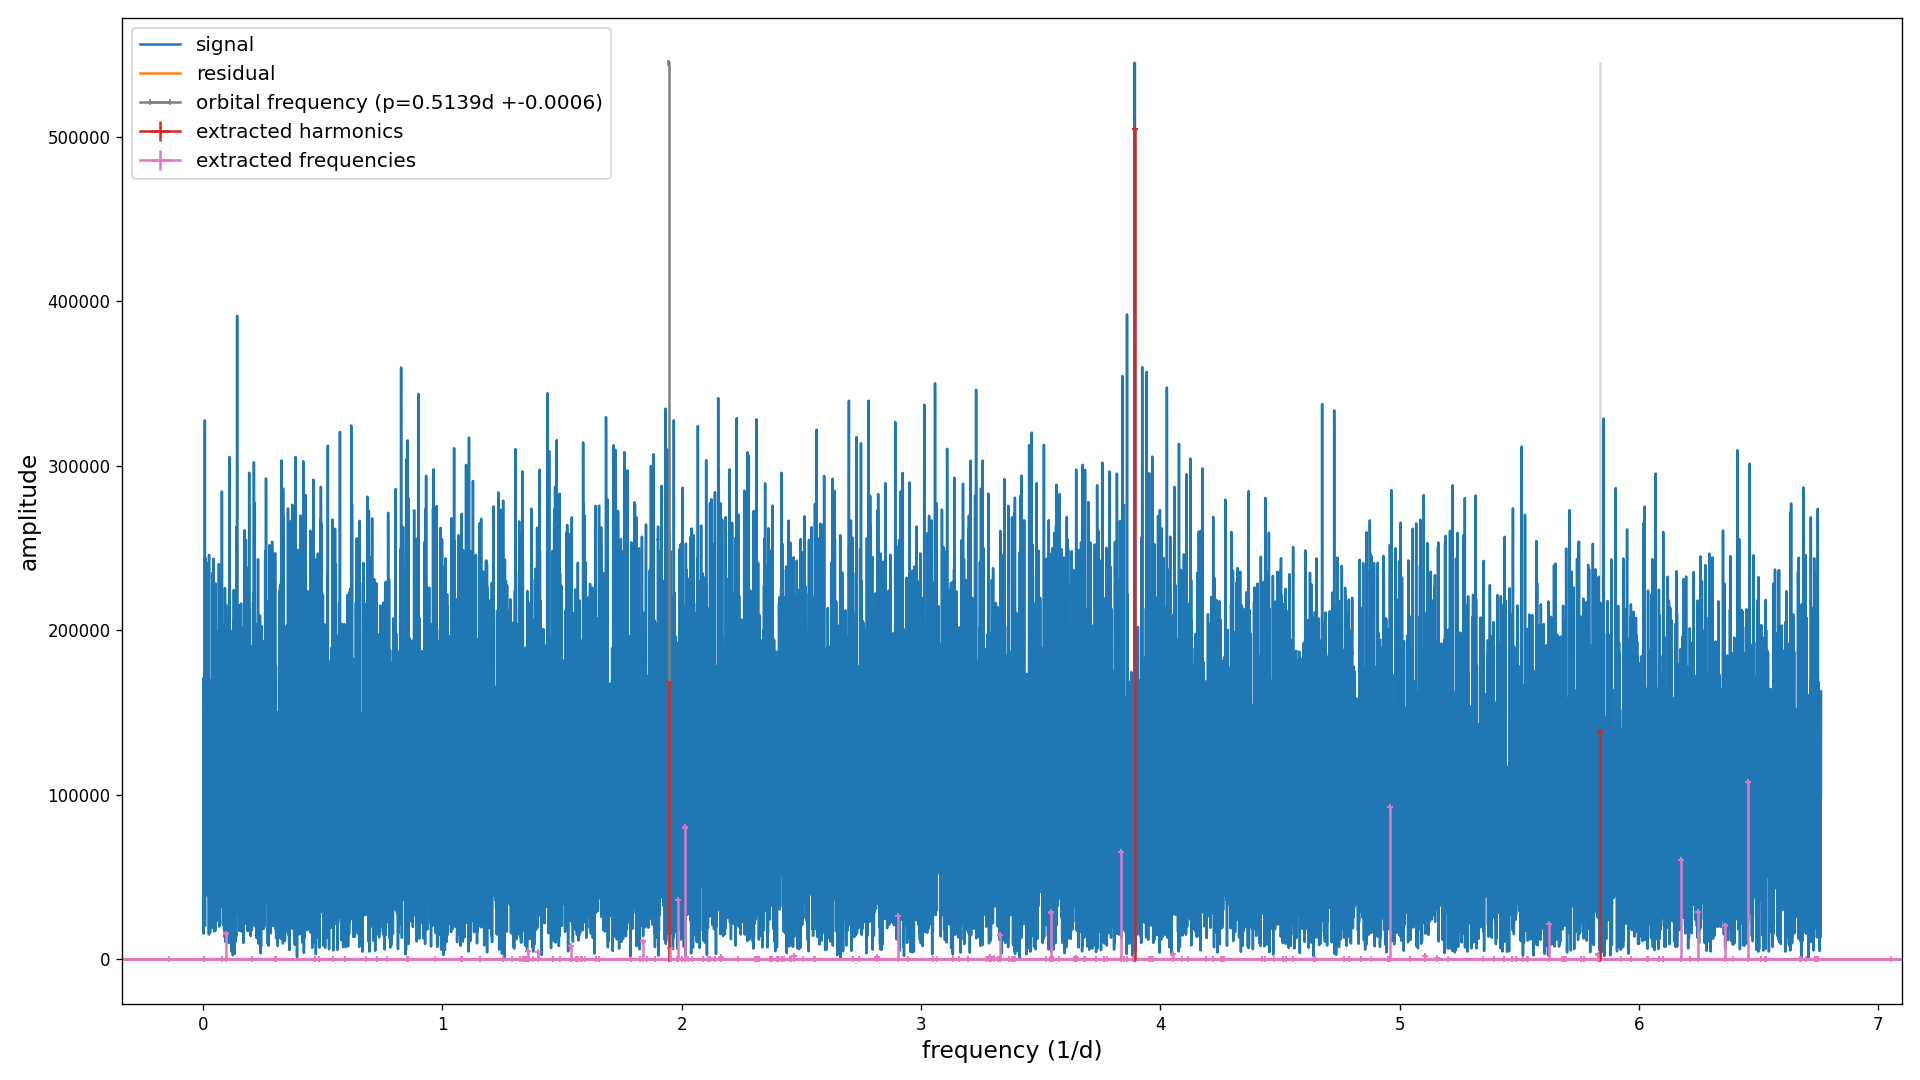 signal
residual
orbital frequency (p=0.5139d +-0.0006)
extracted harmonics
extracted frequencies
500000
400000
300000
200000
100000
0
amplitude
0 1 2 3 4 5 6 7
frequency (1/d)